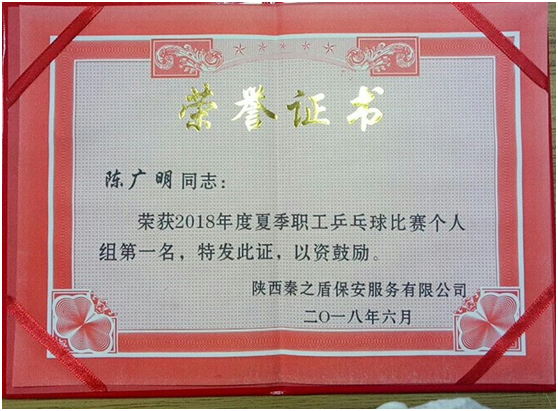 荣誉证书
陈广明同志：
荣获2018年度夏季职工乒乓球比赛个人
组第一名，特发此证，以资鼓励。
陕西秦之盾保安服务有限公司
二O一八年六月